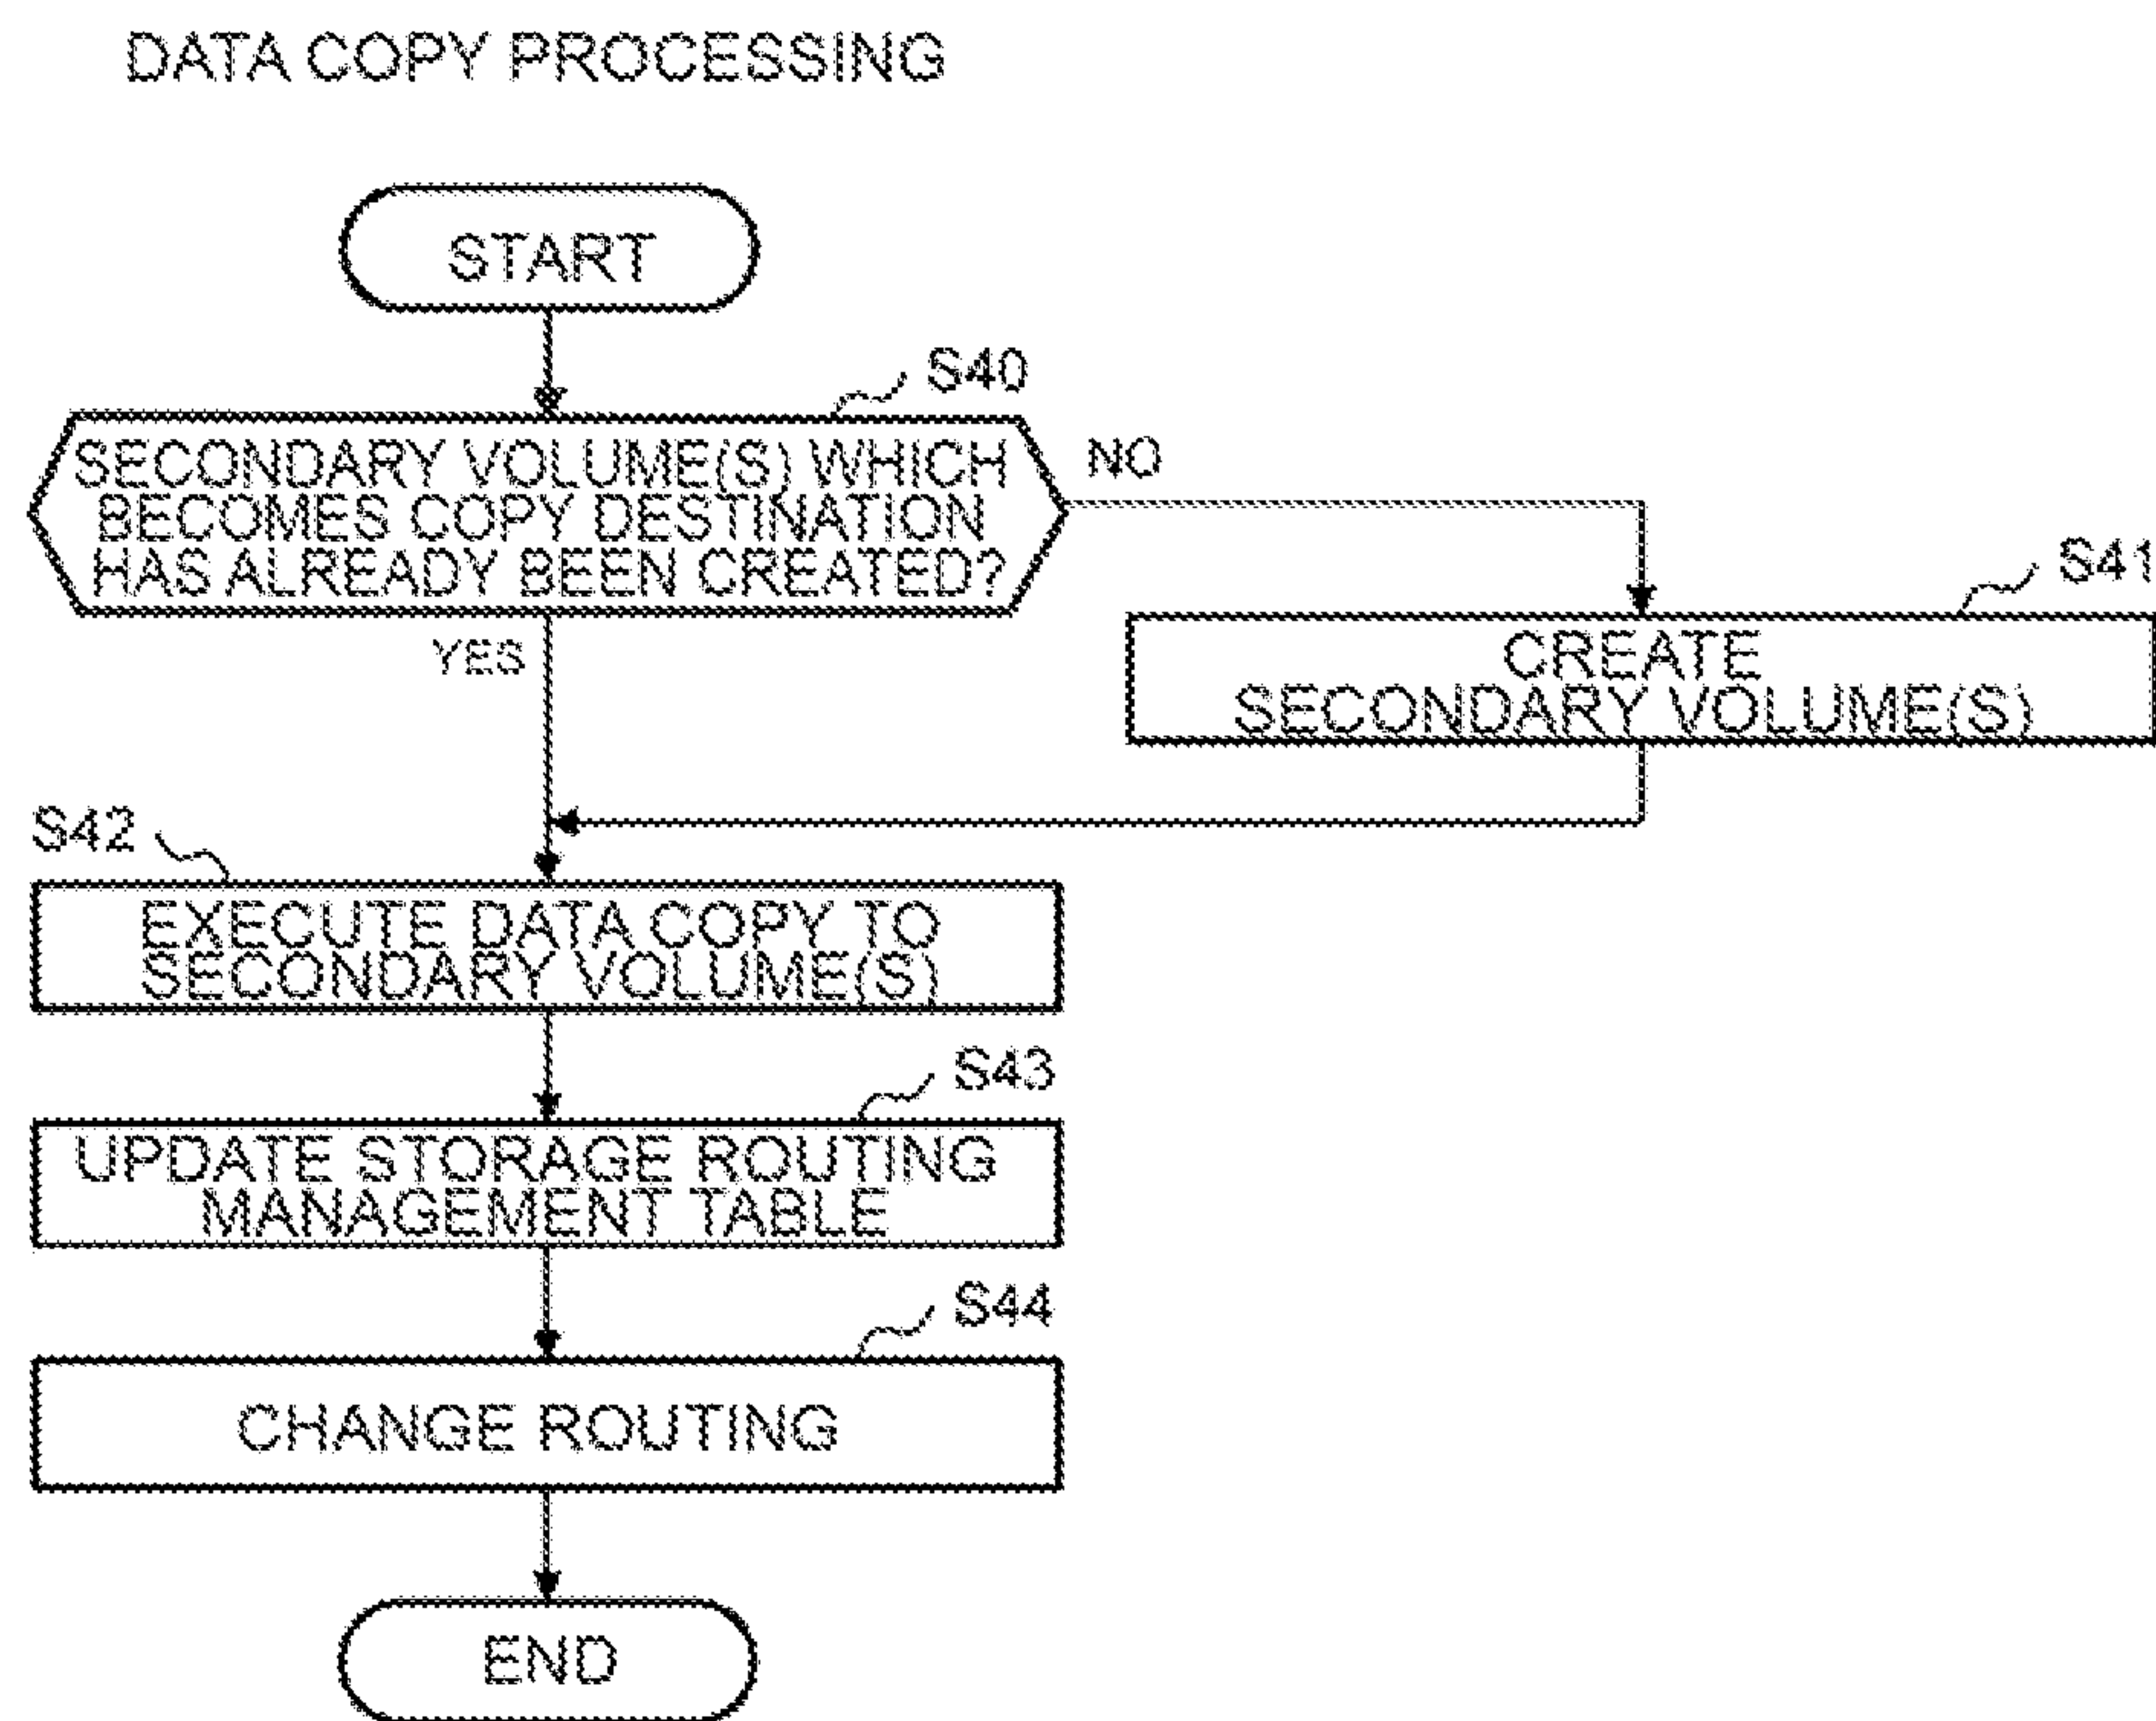 DATA COPY PROCESSING
START
S40
SECONDARY VOLUME(S) WHICH
BECOMES COPY DESTINATION
HAS ALREADY BEEN CREATED?
NO
YES
S41
CREATE
SECONDARY VOLUME(S)
S42
EXECUTE DATA COPY TO
SECONDARY VOLUME(S)
S43
UPDATE STORAGE ROUTING
MANAGEMENT TABLE
S44
CHANGE ROUTING
END